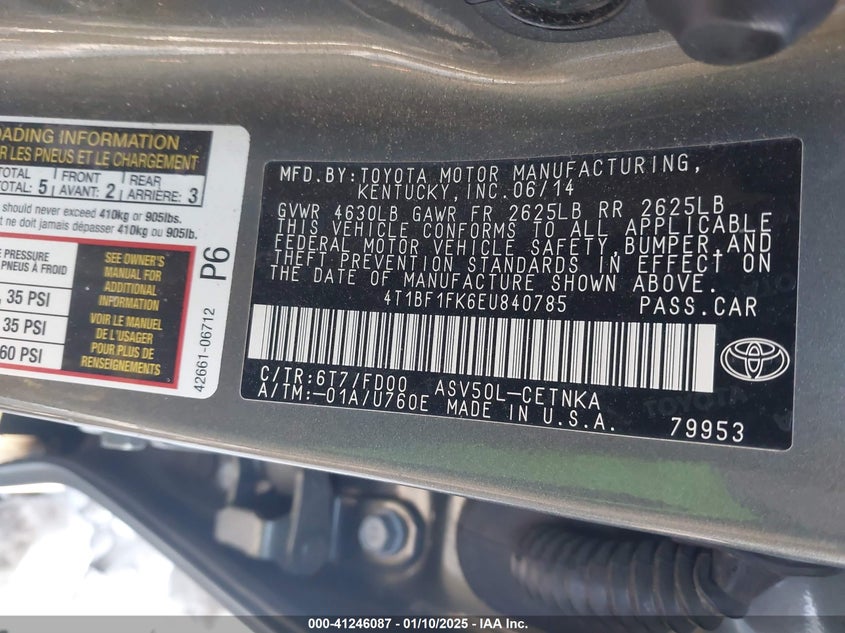 OADING INFORMATION
R LES PNEUS ET LE CHARGEMENT
TOTAL
TOTAL: 5
FRONT
AVANT: 2
REAR
ARRIÈRE: 3
should never exceed 410kg or 905lbs.
ne doit jamais dépasser 410kg ou 905lb.
PRESSURE
PNEUS À FROID
35 PSI
35 PSI
60 PSI
SEE OWNER'S
MANUAL FOR
ADDITIONAL
INFORMATION
VOIR LE MANUEL
DE L'USAGER
POUR PLUS DE
RENSEIGNEMENTS
P6
42661-06712
MFD.BY:TOYOTA MOTOR MANUFACTURING,
KENTUCKY,INC.06/14
GVWR 4630LB GAWR FR 2625LB RR 2625LB
THIS VEHICLE CONFORMS TO ALL APPLICABLE
FEDERAL MOTOR VEHICLE SAFETY,BUMPER,AND
THEFT PREVENTION STANDARDS IN EFFECT ON
THE DATE OF MANUFACTURE SHOWN ABOVE.
4T1BF1FK6EU840785 PASS.CAR
C/TR:6T7/FD00 ASV50L-CETNKA
A/TM:-01A/U760E MADE IN U.S.A.
79953
000-41246087 - 01/10/2025 - IAA Inc.